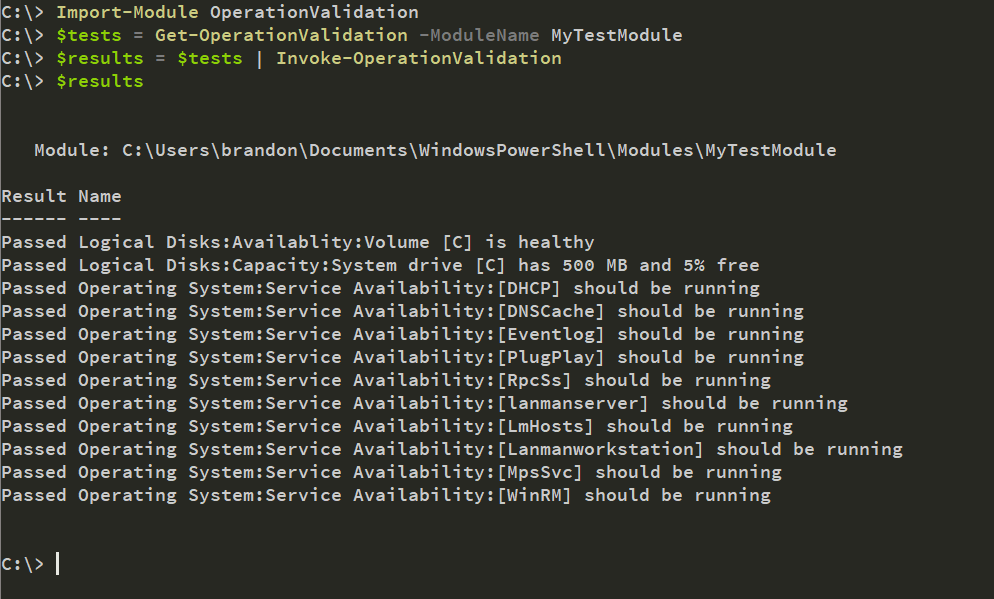 C:\> Import-Module OperationValidation
C:\> $tests = Get-OperationValidation -ModuleName MyTestModule
C:\> $results = $tests | Invoke-OperationValidation
C:\> $results
Module: C:\Users\brandon\Documents\WindowsPowerShell\Modules\MyTestModule
Result Name
------ ----
Passed Logical Disks:Availablity:Volume [C] is healthy
Passed Logical Disks:Capacity:System drive [C] has 500 MB and 5% free
Passed Operating System:Service Availability:[DHCP] should be running
Passed Operating System:Service Availability:[DNSCache] should be running
Passed Operating System:Service Availability:[Eventlog] should be running
Passed Operating System:Service Availability:[PlugPlay] should be running
Passed Operating System:Service Availability:[RpcSs] should be running
Passed Operating System:Service Availability:[lanmanserver] should be running
Passed Operating System:Service Availability:[LmHosts] should be running
Passed Operating System:Service Availability:[Lanmanworkstation] should be running
Passed Operating System:Service Availability:[MpsSvc] should be running
Passed Operating System:Service Availability:[WinRM] should be running
C:\>